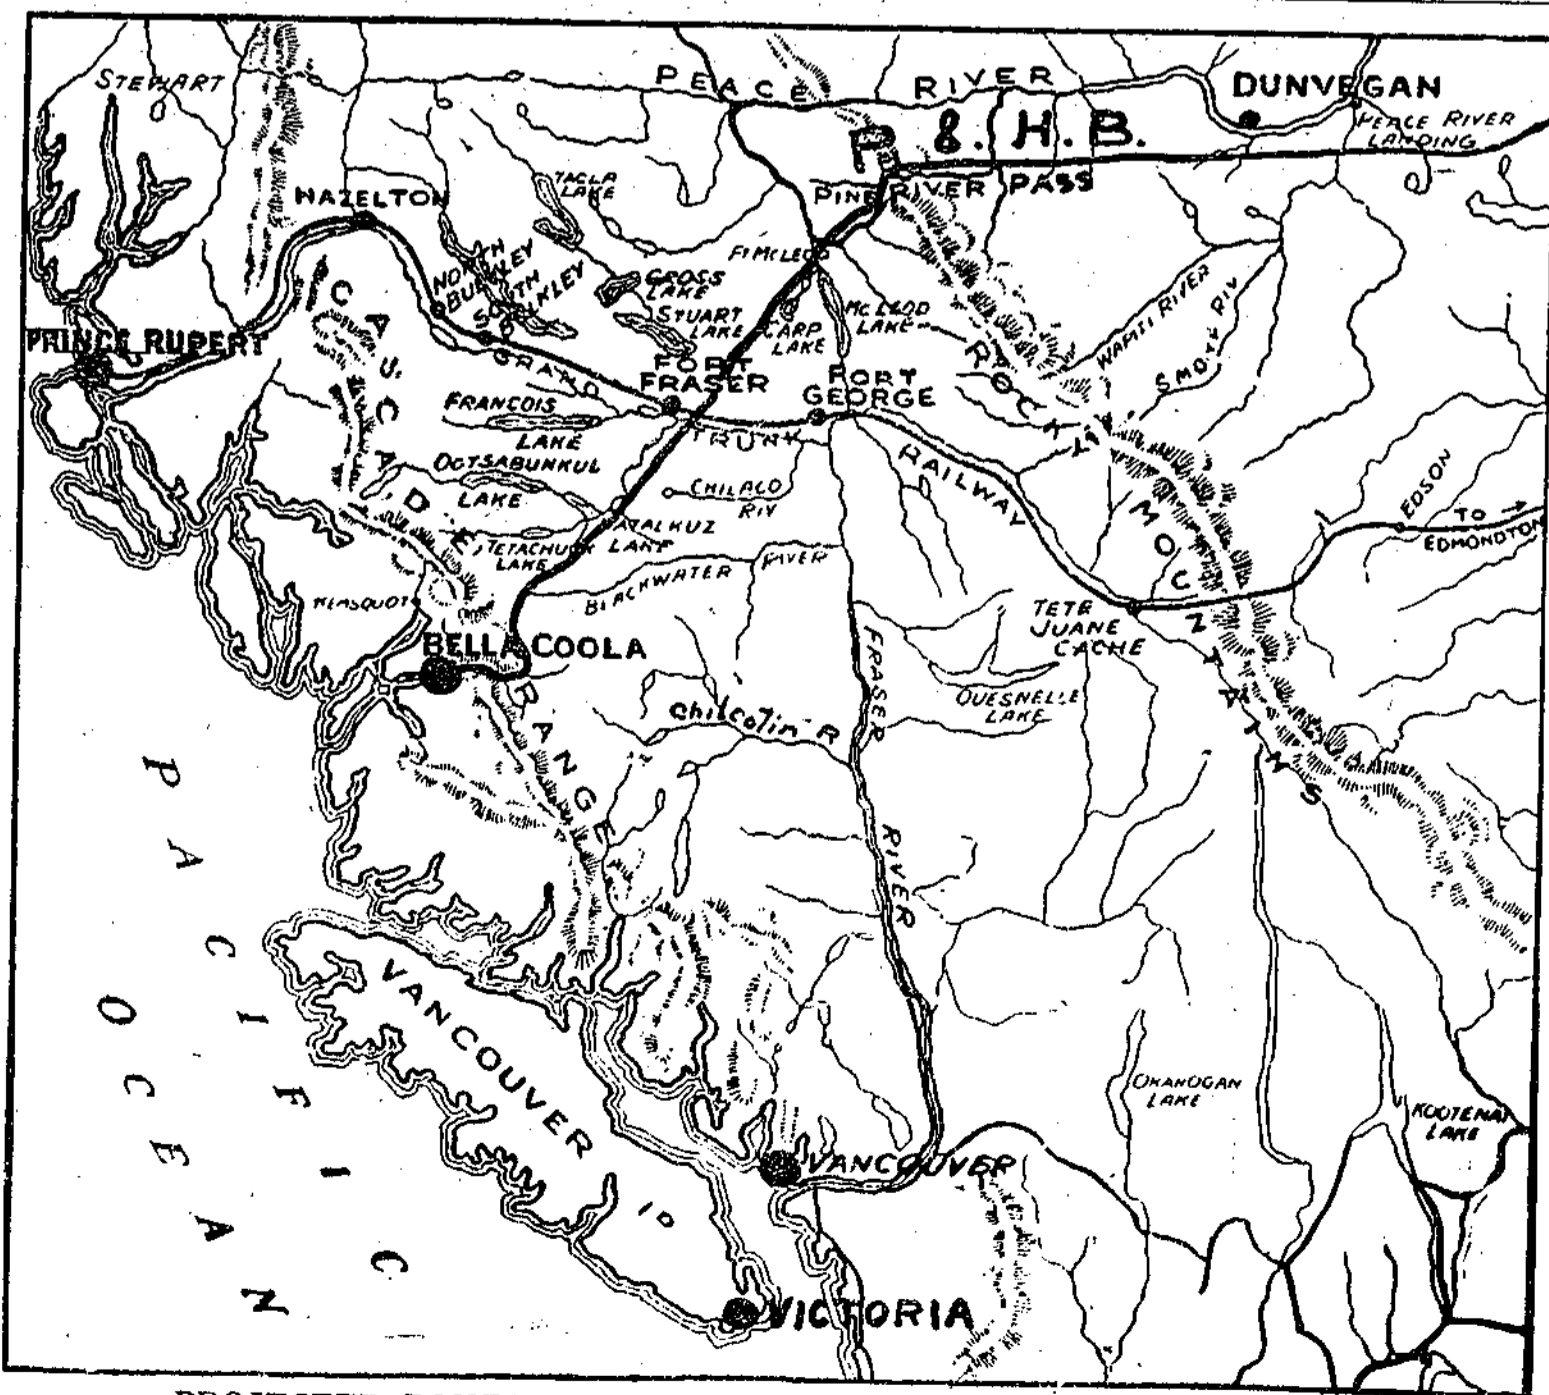 STEWART
PEACE RIVER
DUNVEGAN
PEACE RIVER
LANDING
P. & H. B.
PINE RIVER PASS
HAZELTON
TACLA
LAKE
NORTH
BULKLEY
SOUTH
BULKLEY
FT McLEOD
CROSS
LAKE
STUART
LAKE
CARP
LAKE
McLEOD
LAKE
WAPITI RIVER
SMOKY RIV
PRINCE RUPERT
CASCADE RANGE
ROCKY MOUNTAINS
GRAND TRUNK RAILWAY
FORT
FRASER
FORT
GEORGE
FRANCOIS
LAKE
OOTSABUNKUL
LAKE
CHILACO
RIV
NATALKUZ
LAKE
TETACHUCK
LAKE
BLACKWATER RIVER
EDSON
TO →
EDMONDTON
KEMSQUOT
BELLA COOLA
TETE
JUANE
CACHE
QUESNELLE
LAKE
Chilcotin R
FRASER RIVER
PACIFIC
OCEAN
VANCOUVER ID
OKANOGAN
LAKE
KOOTENAI
LAKE
VANCOUVER
VICTORIA